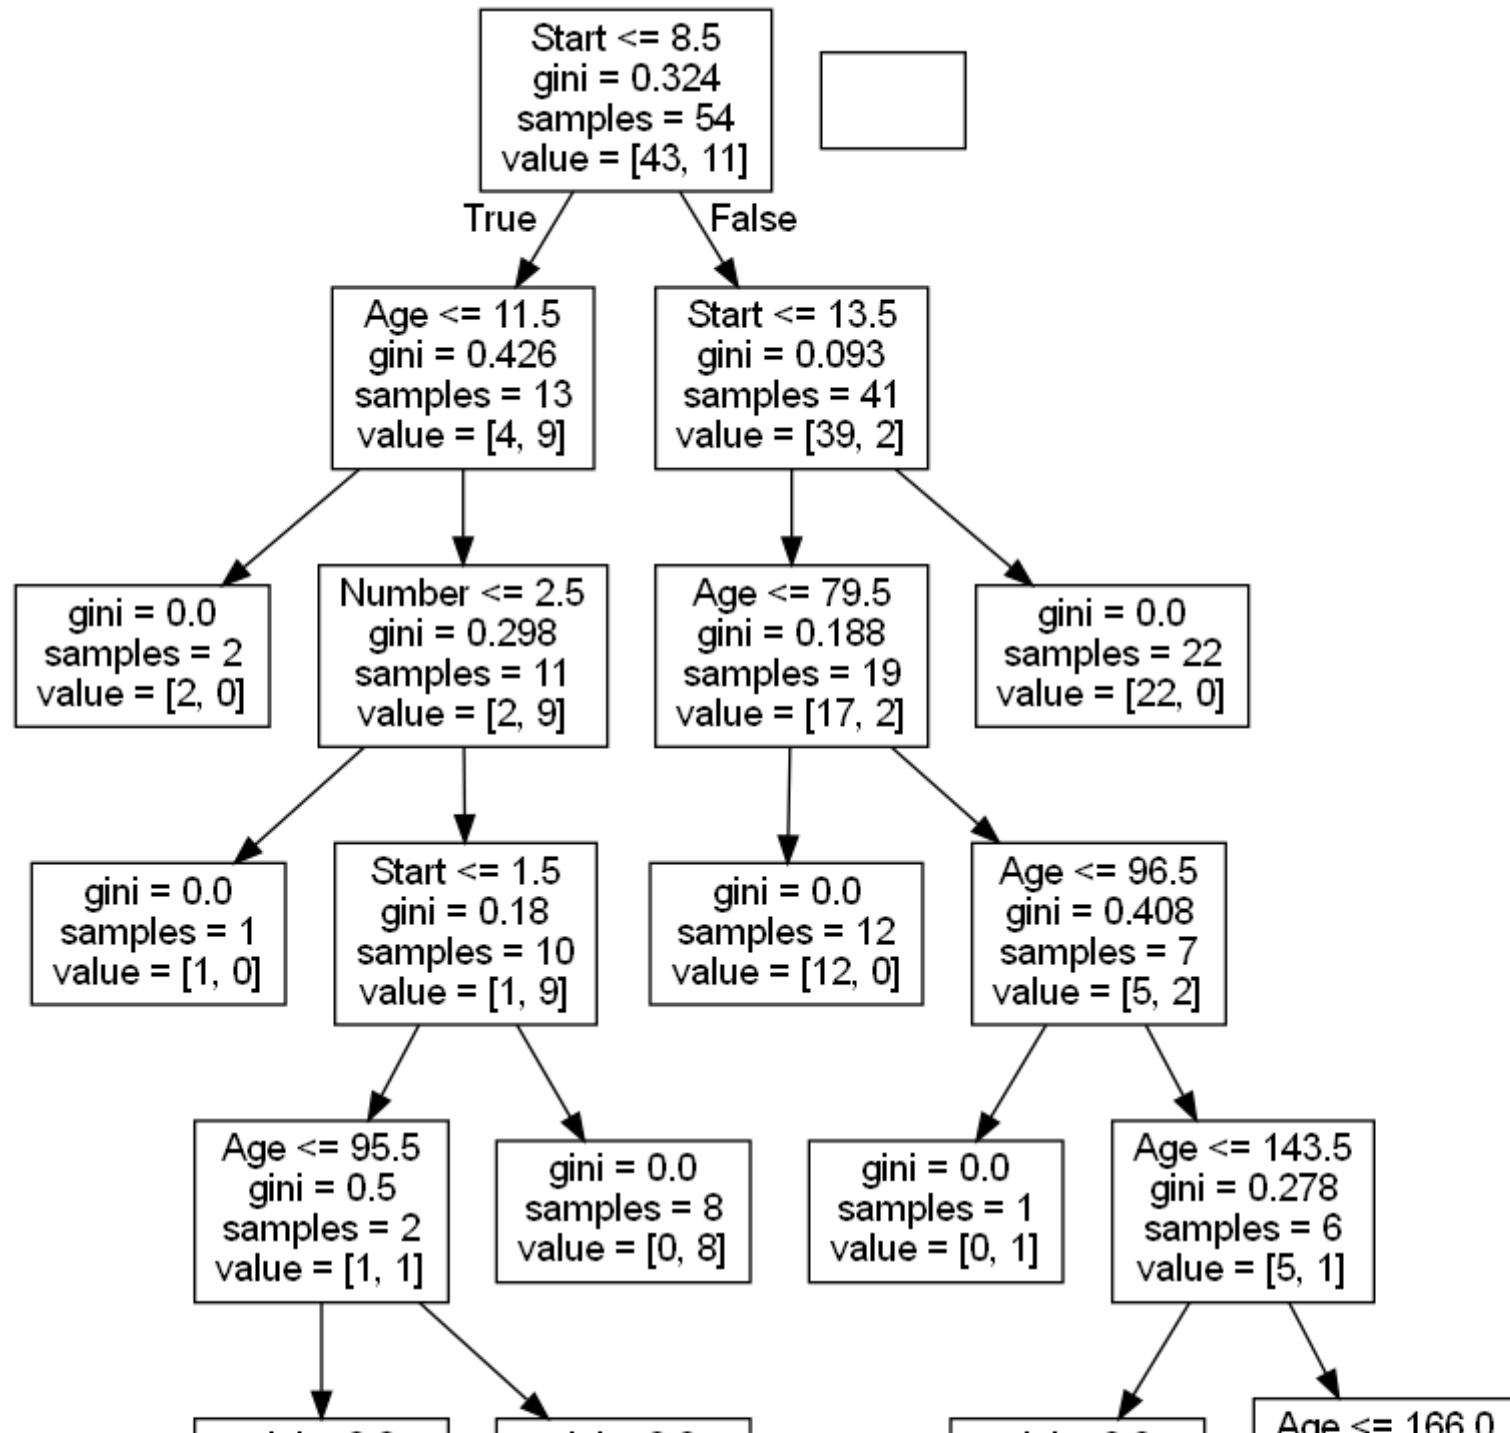 Start <= 8.5
gini = 0.324
samples = 54
value = [43, 11]
True
False
Age <= 11.5
gini = 0.426
samples = 13
value = [4, 9]
Start <= 13.5
gini = 0.093
samples = 41
value = [39, 2]
gini = 0.0
samples = 2
value = [2, 0]
Number <= 2.5
gini = 0.298
samples = 11
value = [2, 9]
Age <= 79.5
gini = 0.188
samples = 19
value = [17, 2]
gini = 0.0
samples = 22
value = [22, 0]
gini = 0.0
samples = 1
value = [1, 0]
Start <= 1.5
gini = 0.18
samples = 10
value = [1, 9]
gini = 0.0
samples = 12
value = [12, 0]
Age <= 96.5
gini = 0.408
samples = 7
value = [5, 2]
Age <= 95.5
gini = 0.5
samples = 2
value = [1, 1]
gini = 0.0
samples = 8
value = [0, 8]
gini = 0.0
samples = 1
value = [0, 1]
Age <= 143.5
gini = 0.278
samples = 6
value = [5, 1]
Age <= 166.0